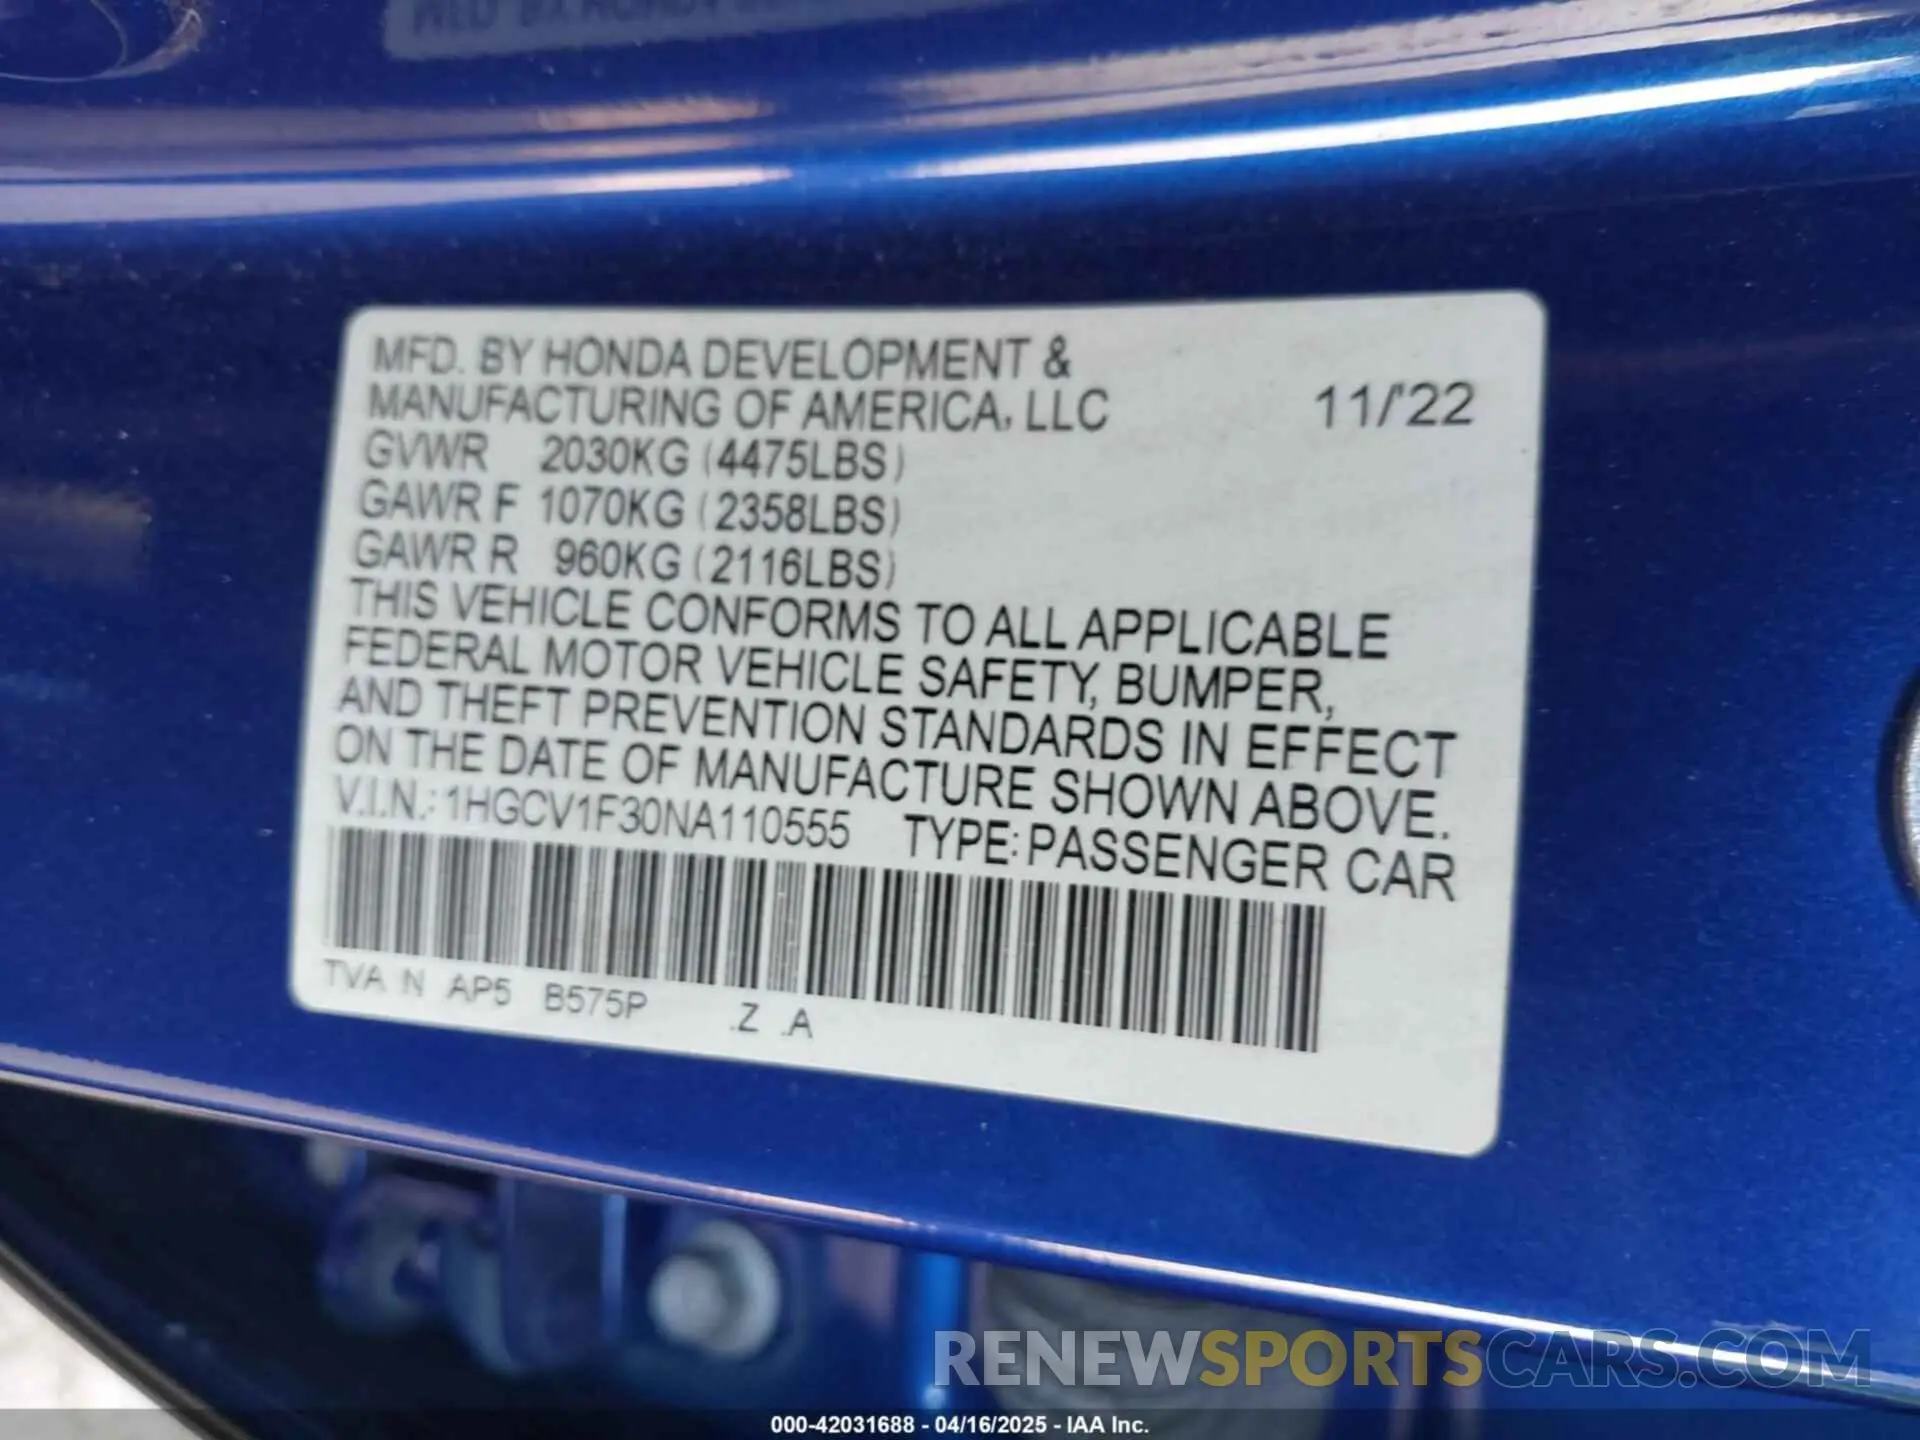 MFD. BY HONDA DEVELOPMENT &
MANUFACTURING OF AMERICA, LLC 11/'22
GVWR 2030KG (4475LBS)
GAWR F 1070KG (2358LBS)
GAWR R 960KG (2116LBS)
THIS VEHICLE CONFORMS TO ALL APPLICABLE
FEDERAL MOTOR VEHICLE SAFETY, BUMPER,
AND THEFT PREVENTION STANDARDS IN EFFECT
ON THE DATE OF MANUFACTURE SHOWN ABOVE.
V.I.N.: 1HGCV1F30NA110555 TYPE: PASSENGER CAR
TVA N AP5 B575P .Z .A
RENEWSPORTSCARS.COM
000-42031688 - 04/16/2025 - IAA Inc.